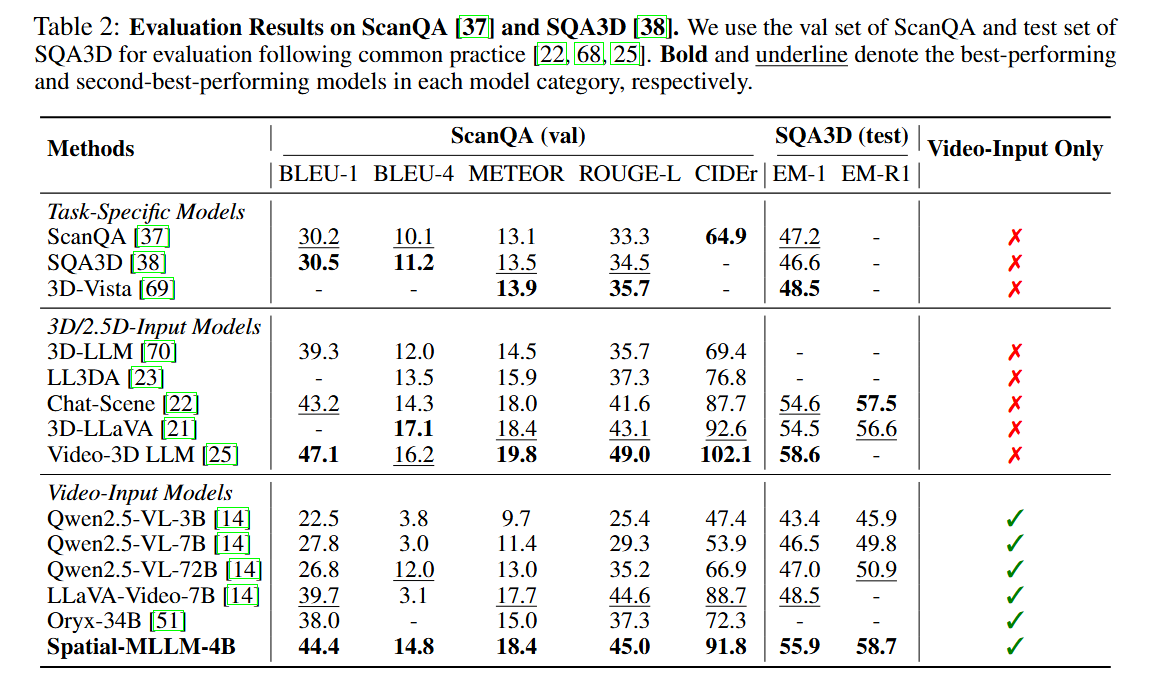 Table 2: Evaluation Results on ScanQA [37] and SQA3D [38]. We use the val set of ScanQA and test set of
SQA3D for evaluation following common practice [22, 68, 25]. Bold and underline denote the best-performing
and second-best-performing models in each model category, respectively.
Methods ScanQA (val) SQA3D (test) Video-Input Only
BLEU-1 BLEU-4 METEOR ROUGE-L CIDEr EM-1 EM-R1
Task-Specific Models
ScanQA [37] 30.2 10.1 13.1 33.3 64.9 47.2 - ✗
SQA3D [38] 30.5 11.2 13.5 34.5 - 46.6 - ✗
3D-Vista [69] - - 13.9 35.7 - 48.5 - ✗
3D/2.5D-Input Models
3D-LLM [70] 39.3 12.0 14.5 35.7 69.4 - - ✗
LL3DA [23] - 13.5 15.9 37.3 76.8 - - ✗
Chat-Scene [22] 43.2 14.3 18.0 41.6 87.7 54.6 57.5 ✗
3D-LLaVA [21] - 17.1 18.4 43.1 92.6 54.5 56.6 ✗
Video-3D LLM [25] 47.1 16.2 19.8 49.0 102.1 58.6 - ✗
Video-Input Models
Qwen2.5-VL-3B [14] 22.5 3.8 9.7 25.4 47.4 43.4 45.9 ✓
Qwen2.5-VL-7B [14] 27.8 3.0 11.4 29.3 53.9 46.5 49.8 ✓
Qwen2.5-VL-72B [14] 26.8 12.0 13.0 35.2 66.9 47.0 50.9 ✓
LLaVA-Video-7B [14] 39.7 3.1 17.7 44.6 88.7 48.5 - ✓
Oryx-34B [51] 38.0 - 15.0 37.3 72.3 - - ✓
Spatial-MLLM-4B 44.4 14.8 18.4 45.0 91.8 55.9 58.7 ✓